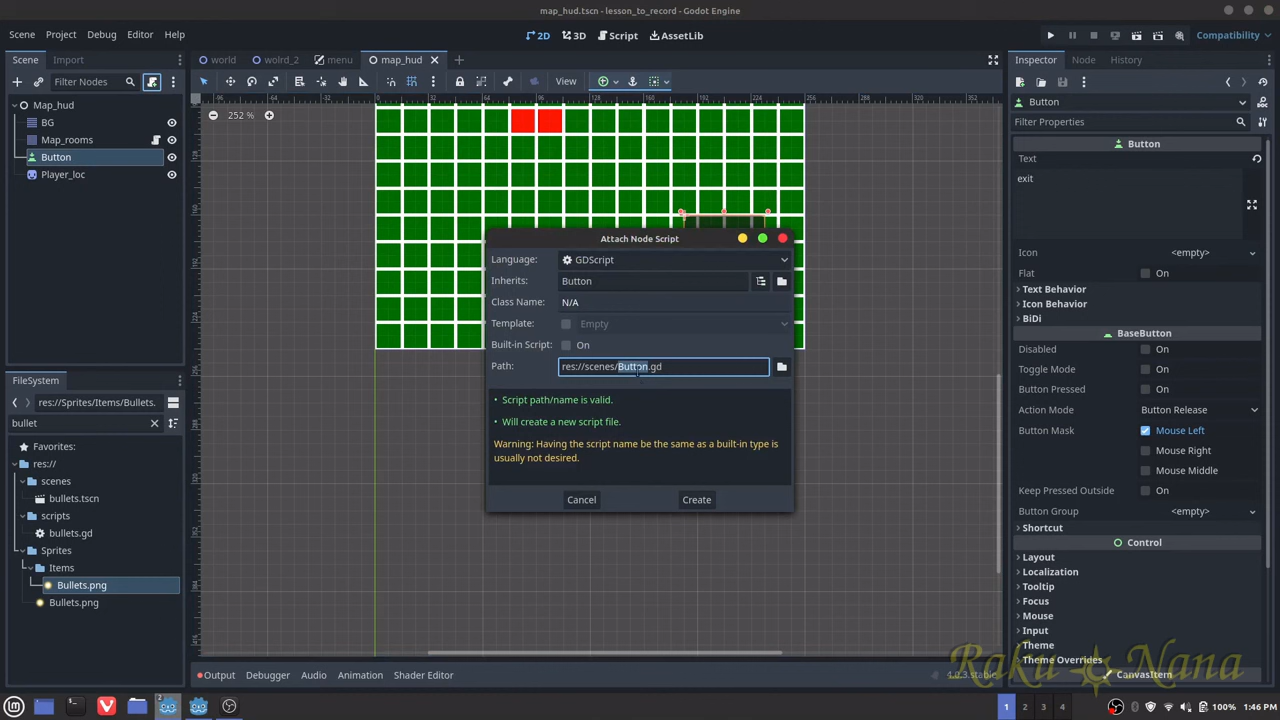 map_hud.tscn - lesson_to_record - Godot Engine
Scene Project Debug Editor Help
2D 3D Script AssetLib
Compatibility
Scene Import
world wolrd_2 menu map_hud
Inspector Node History
Filter Nodes
View
Map_hud
BG
Map_rooms
Button
Player_loc
252 %
Button
Filter Properties
Button
Text
exit
Icon <empty>
Flat On
Text Behavior
Icon Behavior
BiDi
BaseButton
Disabled On
Toggle Mode On
Button Pressed On
Action Mode Button Release
Button Mask Mouse Left
Mouse Right
Mouse Middle
Keep Pressed Outside On
Button Group <empty>
Shortcut
Control
Layout
Localization
Tooltip
Focus
Mouse
Input
Theme
Theme Overrides
CanvasItem
Attach Node Script
Language: GDScript
Inherits: Button
Class Name: N/A
Template: Empty
Built-in Script: On
Path: res://scenes/Button.gd
• Script path/name is valid.
• Will create a new script file.
Warning: Having the script name be the same as a built-in type is
usually not desired.
Cancel Create
FileSystem
res://Sprites/Items/Bullets.
bullet
Favorites:
res://
scenes
bullets.tscn
scripts
bullets.gd
Sprites
Items
Bullets.png
Bullets.png
Output Debugger Audio Animation Shader Editor
Raku Nana
1 2 3 4
100% 1:46 PM